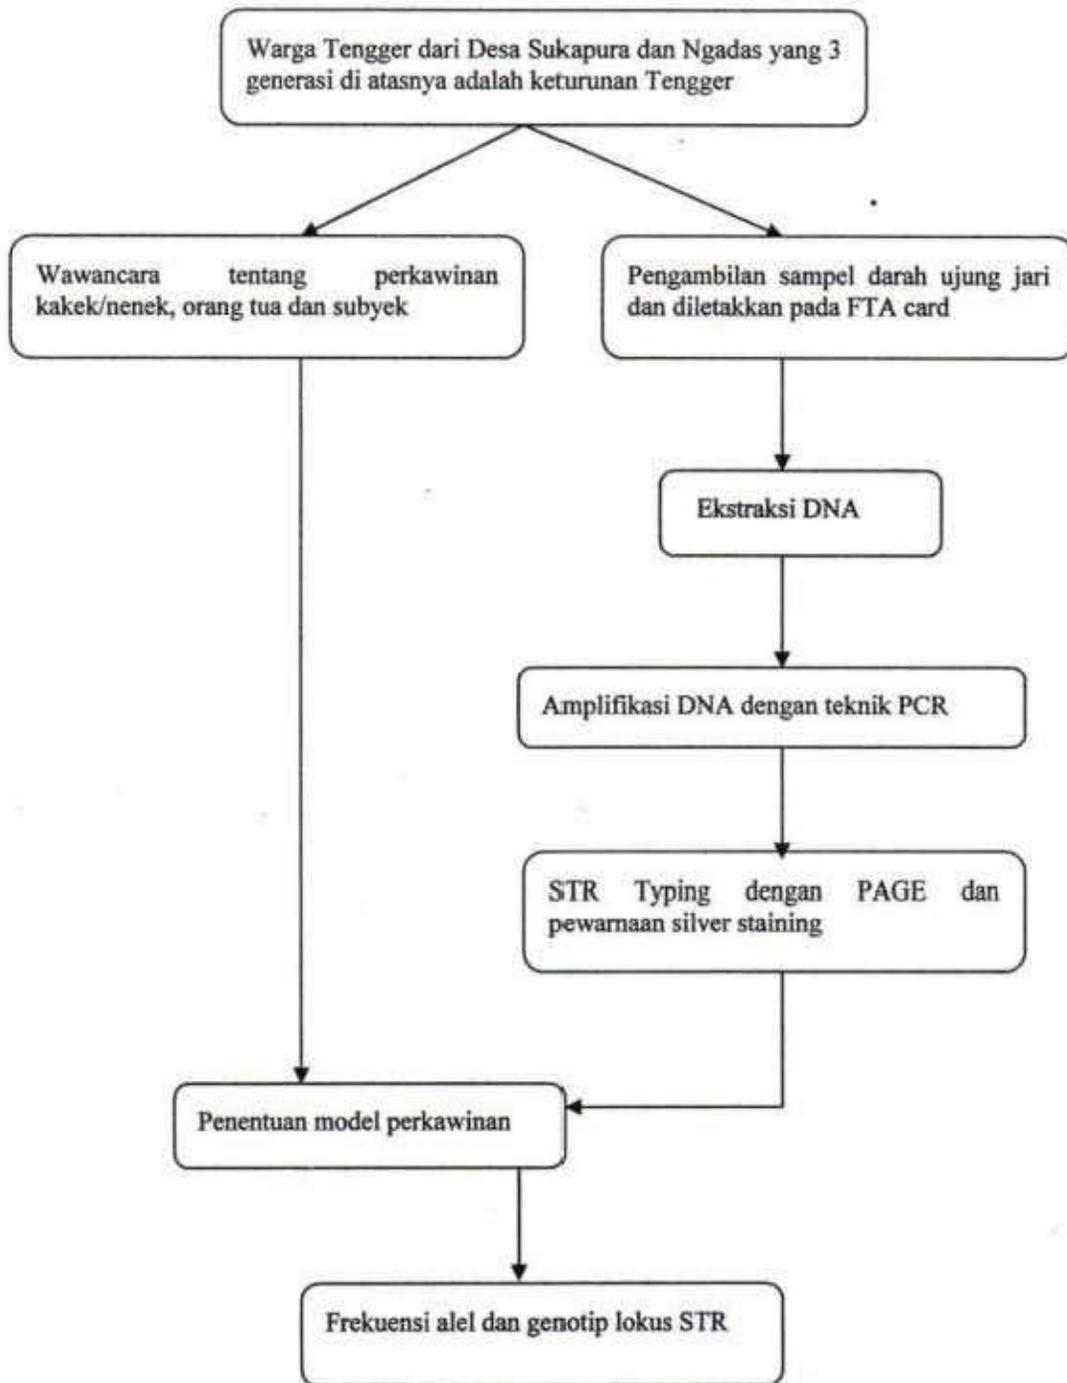 Warga Tengger dari Desa Sukapura dan Ngadas yang 3
generasi di atasnya adalah keturunan Tengger
Wawancara tentang perkawinan
kakek/nenek, orang tua dan subyek
Pengambilan sampel darah ujung jari
dan diletakkan pada FTA card
Ekstraksi DNA
Amplifikasi DNA dengan teknik PCR
STR Typing dengan PAGE dan
pewarnaan silver staining
Penentuan model perkawinan
Frekuensi alel dan genotip lokus STR